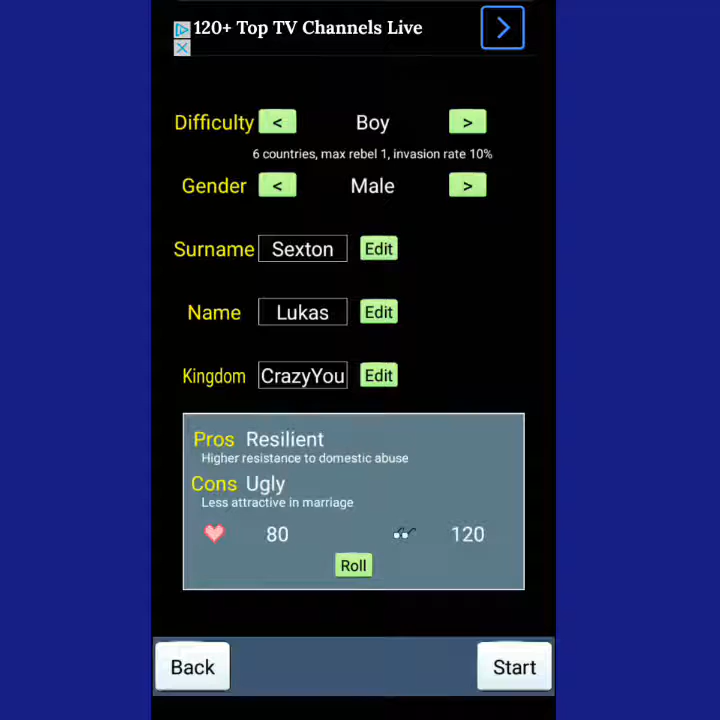 120+ Top TV Channels Live
Difficulty < Boy >
6 countries, max rebel 1, invasion rate 10%
Gender < Male >
Surname Sexton Edit
Name Lukas Edit
Kingdom CrazyYou Edit
Pros Resilient
Higher resistance to domestic abuse
Cons Ugly
Less attractive in marriage
80 120
Roll
Back Start